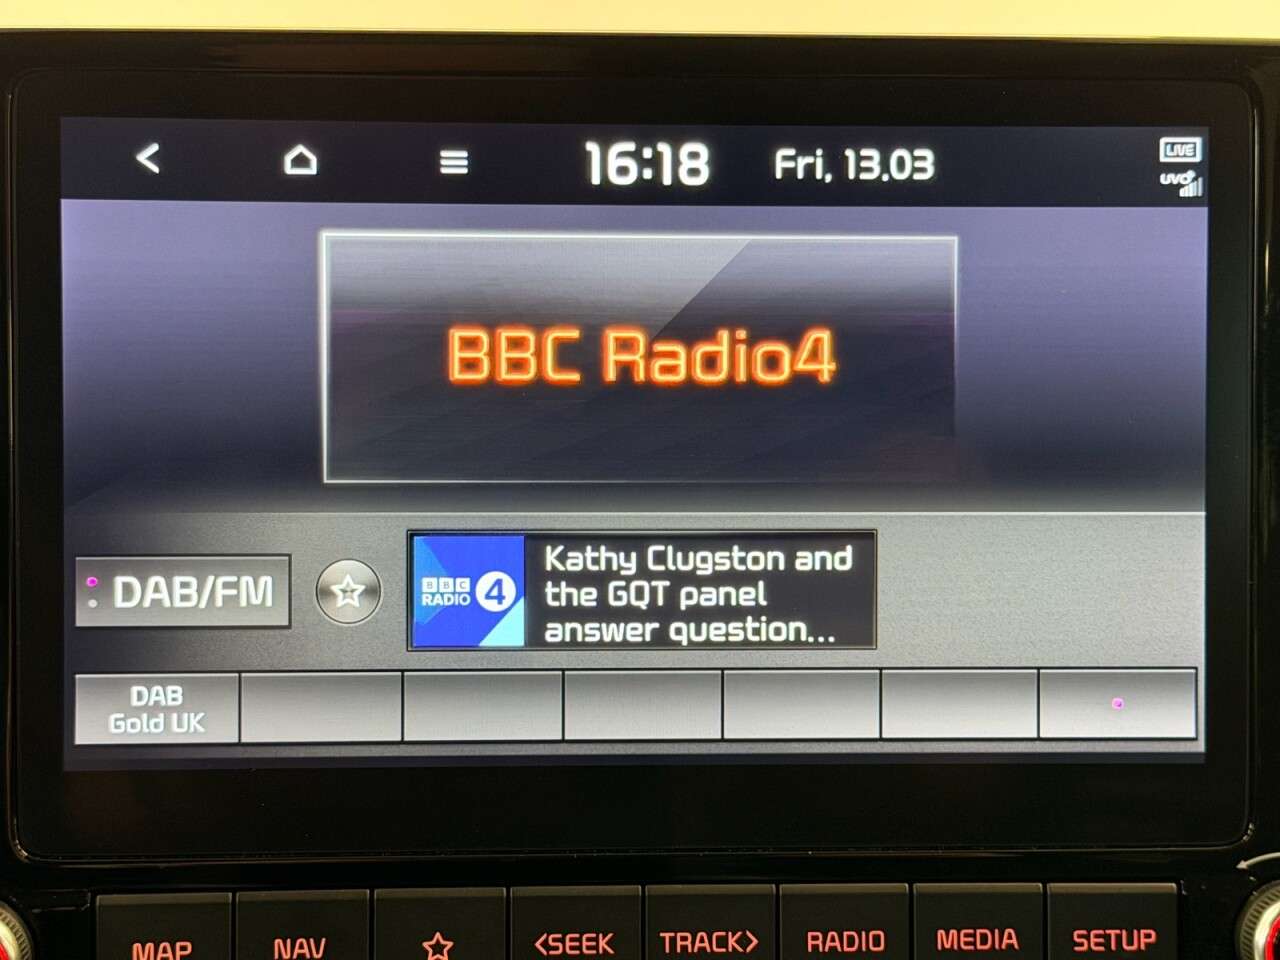 16:18 Fri, 13.03
LIVE
UVO
BBC Radio4
DAB/FM
BBC
RADIO 4
Kathy Clugston and
the GQT panel
answer question...
DAB
Gold UK
MAP NAV <SEEK TRACK> RADIO MEDIA SETUP